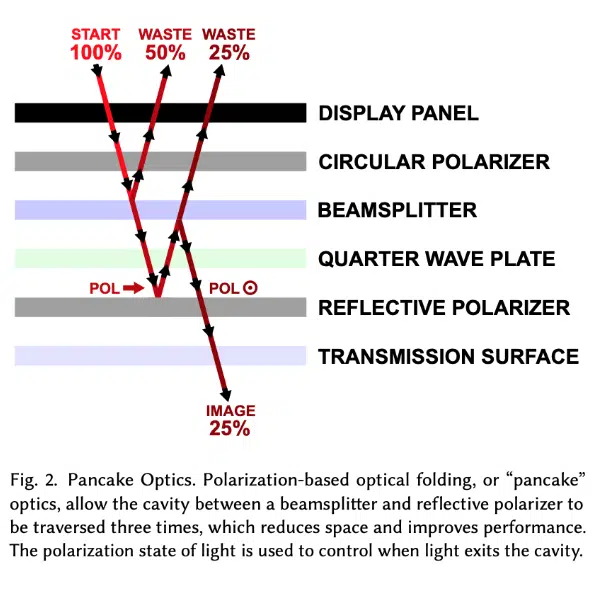 START WASTE WASTE
100% 50% 25%
DISPLAY PANEL
CIRCULAR POLARIZER
BEAMSPLITTER
QUARTER WAVE PLATE
POL POL
REFLECTIVE POLARIZER
TRANSMISSION SURFACE
IMAGE
25%
Fig. 2. Pancake Optics. Polarization-based optical folding, or “pancake”
optics, allow the cavity between a beamsplitter and reflective polarizer to
be traversed three times, which reduces space and improves performance.
The polarization state of light is used to control when light exits the cavity.